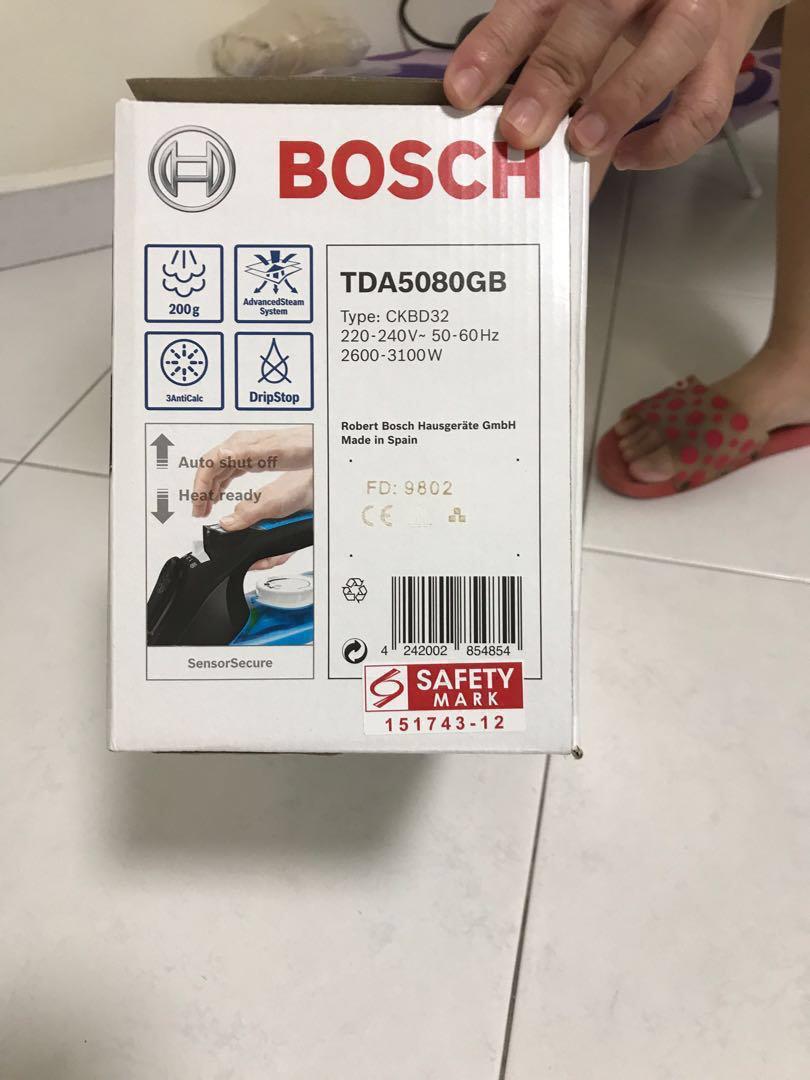 BOSCH
200g
AdvancedSteam
System
3AntiCalc
DripStop
TDA5080GB
Type: CKBD32
220-240V~ 50-60Hz
2600-3100W
Robert Bosch Hausgeräte GmbH
Made in Spain
Auto shut off
Heat ready
SensorSecure
FD: 9802
CE
4 242002 854854
SAFETY
MARK
151743-12